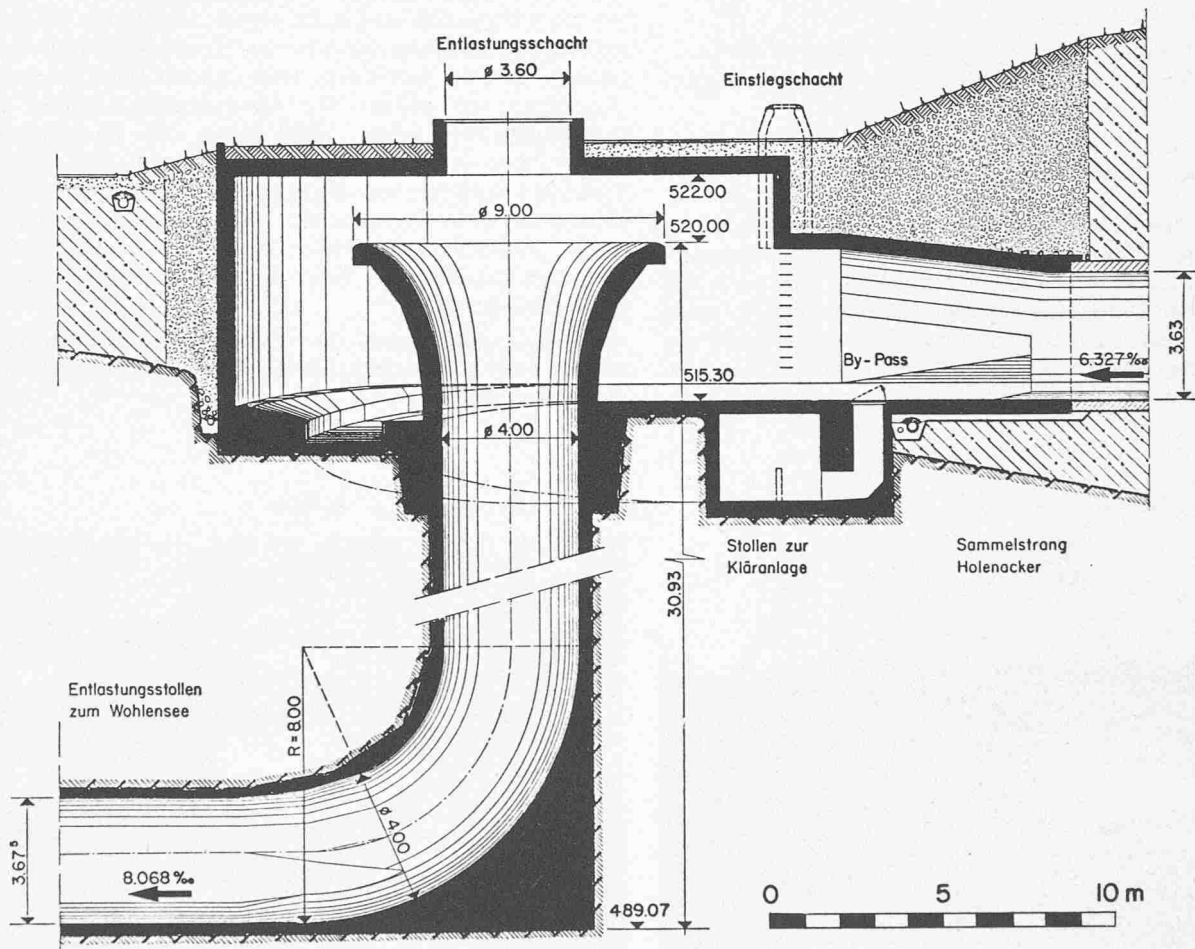 Entlastungsschacht
ø 3.60
Einstiegschacht
522.00
ø 9.00
520.00
3.63
By-Pass
6.327‰
515.30
ø 4.00
Stollen zur
Kläranlage
Sammelstrang
Holenacker
30.93
Entlastungsstollen
zum Wohlensee
R=8.00
ø 4.00
3.67⁵
8.068‰
489.07
0 5 10 m